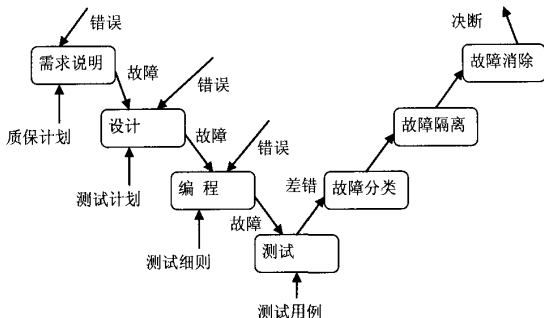 错误
决断
需求说明
故障
故障消除
错误
质保计划
设计
故障
故障隔离
错误
测试计划
编 程
差错
故障分类
故障
测试细则
测试
测试用例